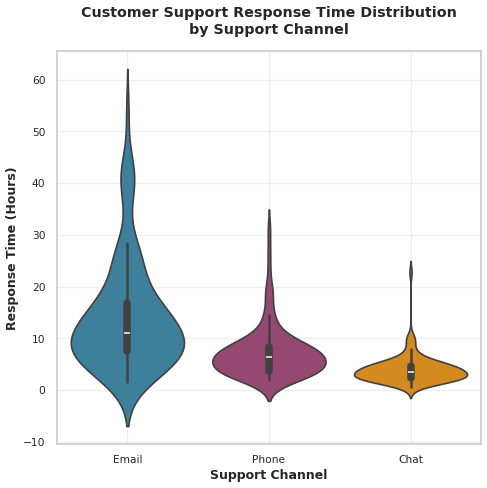 Customer Support Response Time Distribution
by Support Channel
Response Time (Hours)
60
50
40
30
20
10
0
−10
Email
Phone
Chat
Support Channel